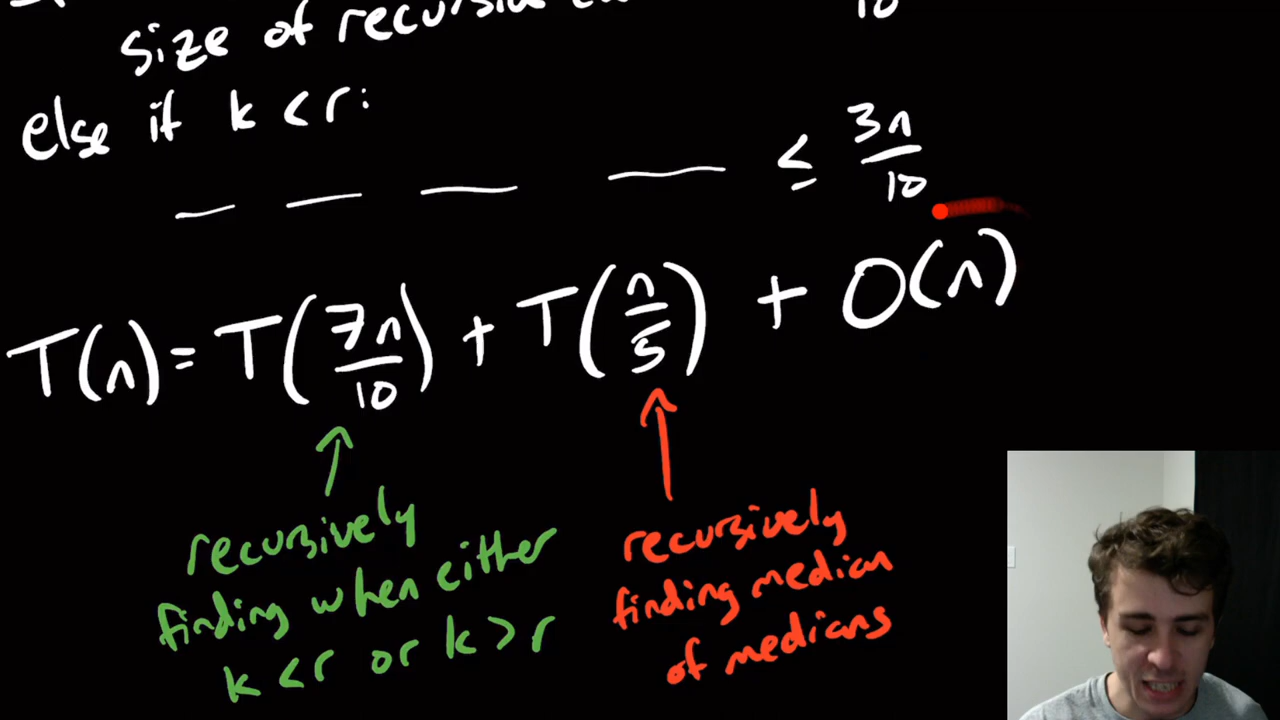 size of recursive
10
else if k < r:
— — — — ≤ 3n/10
T(n) = T(7n/10) + T(n/5) + O(n)
recursively
finding when either
k < r or k > r
recursively
finding median
of medians